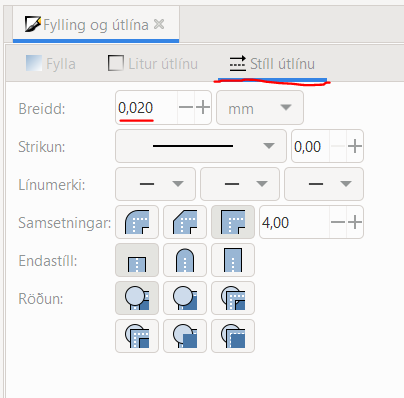 Fylling og útlína
Fylla Litur útlínu Stíll útlínu
Breidd: 0,020 mm
Strikun: 0,00
Línumerki:
Samsetningar: 4,00
Endastíll:
Röðun: